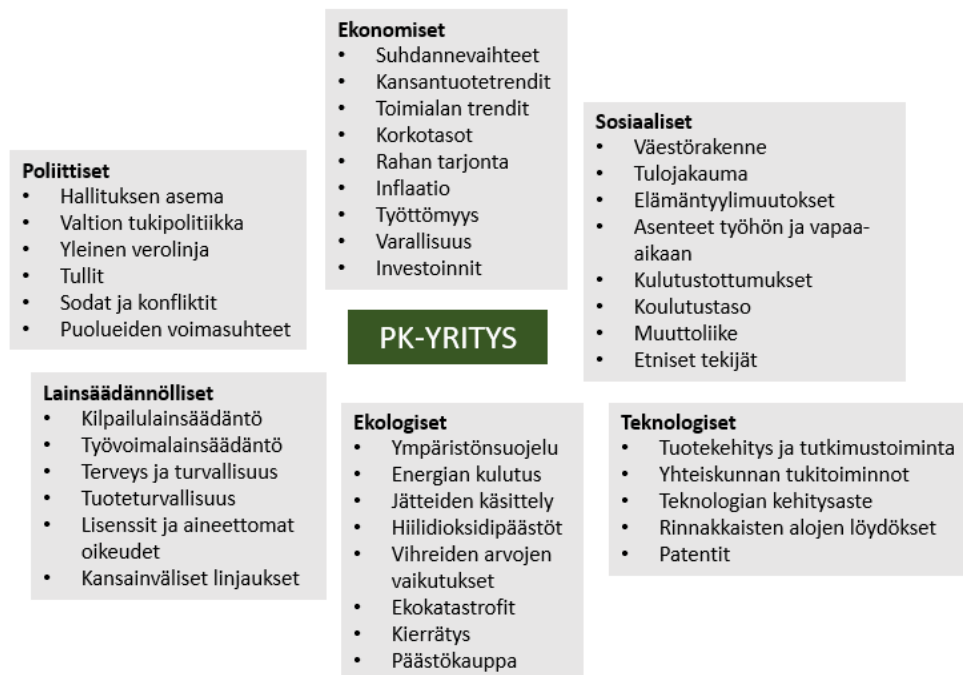 Ekonomiset
• Suhdannevaihteet
• Kansantuotetrendit
• Toimialan trendit
• Korkotasot
• Rahan tarjonta
• Inflaatio
• Työttömyys
• Varallisuus
• Investoinnit
Sosiaaliset
• Väestörakenne
• Tulojakauma
• Elämäntyylimuutokset
• Asenteet työhön ja vapaa-
aikaan
• Kulutustottumukset
• Koulutustaso
• Muuttoliike
• Etniset tekijät
Poliittiset
• Hallituksen asema
• Valtion tukipolitiikka
• Yleinen verolinja
• Tullit
• Sodat ja konfliktit
• Puolueiden voimasuhteet
PK-YRITYS
Lainsäädännölliset
• Kilpailulainsäädäntö
• Työvoimalainsäädäntö
• Terveys ja turvallisuus
• Tuoteturvallisuus
• Lisenssit ja aineettomat
oikeudet
• Kansainväliset linjaukset
Ekologiset
• Ympäristönsuojelu
• Energian kulutus
• Jätteiden käsittely
• Hiilidioksidipäästöt
• Vihreiden arvojen
vaikutukset
• Ekokatastrofit
• Kierrätys
• Päästökauppa
Teknologiset
• Tuotekehitys ja tutkimustoiminta
• Yhteiskunnan tukitoiminnot
• Teknologian kehitysaste
• Rinnakkaisten alojen löydökset
• Patentit